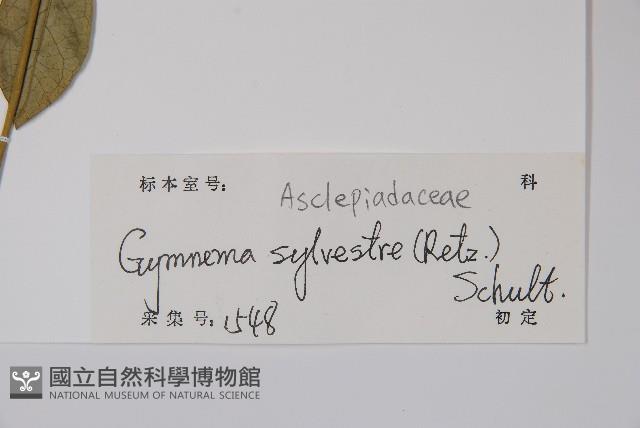 标本室号: Asclepiadaceae 科
Gymnema sylvestre (Retz.)
Schult.
采集号: 1548 初定
國立自然科學博物館
NATIONAL MUSEUM OF NATURAL SCIENCE